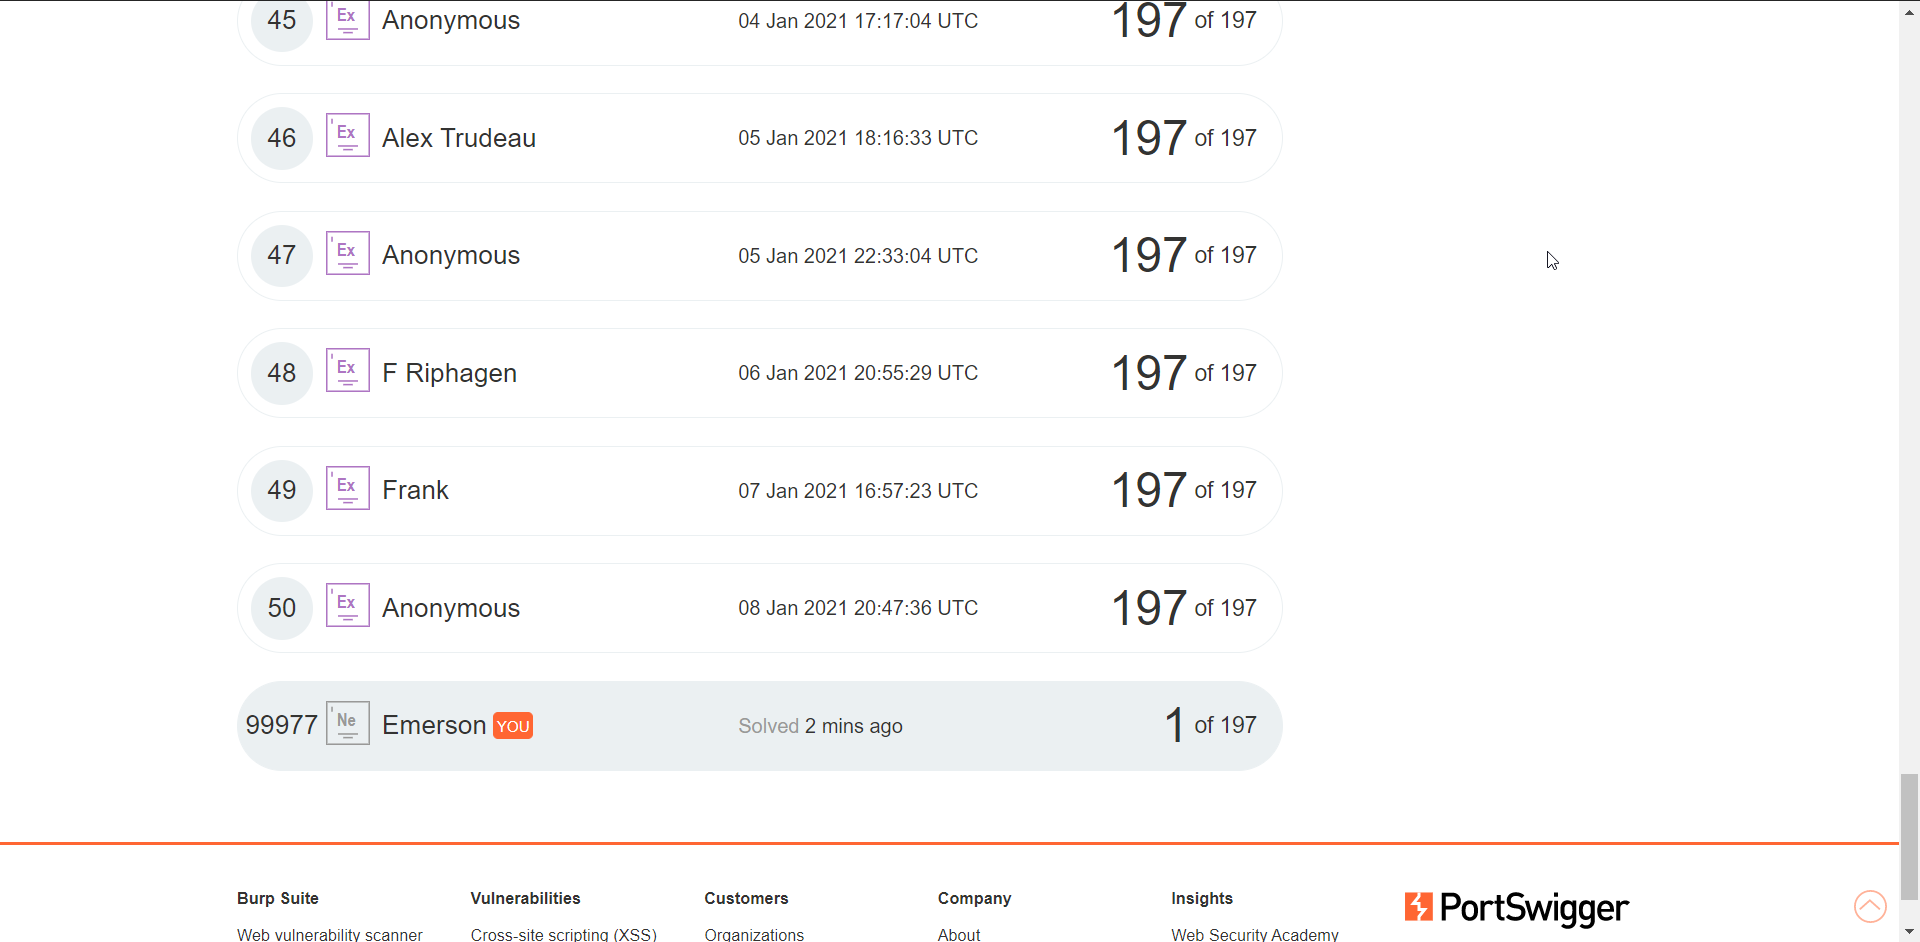 45 Ex Anonymous 04 Jan 2021 17:17:04 UTC 197 of 197
46 Ex Alex Trudeau 05 Jan 2021 18:16:33 UTC 197 of 197
47 Ex Anonymous 05 Jan 2021 22:33:04 UTC 197 of 197
48 Ex F Riphagen 06 Jan 2021 20:55:29 UTC 197 of 197
49 Ex Frank 07 Jan 2021 16:57:23 UTC 197 of 197
50 Ex Anonymous 08 Jan 2021 20:47:36 UTC 197 of 197
99977 Ne Emerson YOU Solved 2 mins ago 1 of 197
Burp Suite Vulnerabilities Customers Company Insights PortSwigger
Web vulnerability scanner Cross-site scripting (XSS) Organizations About Web Security Academy